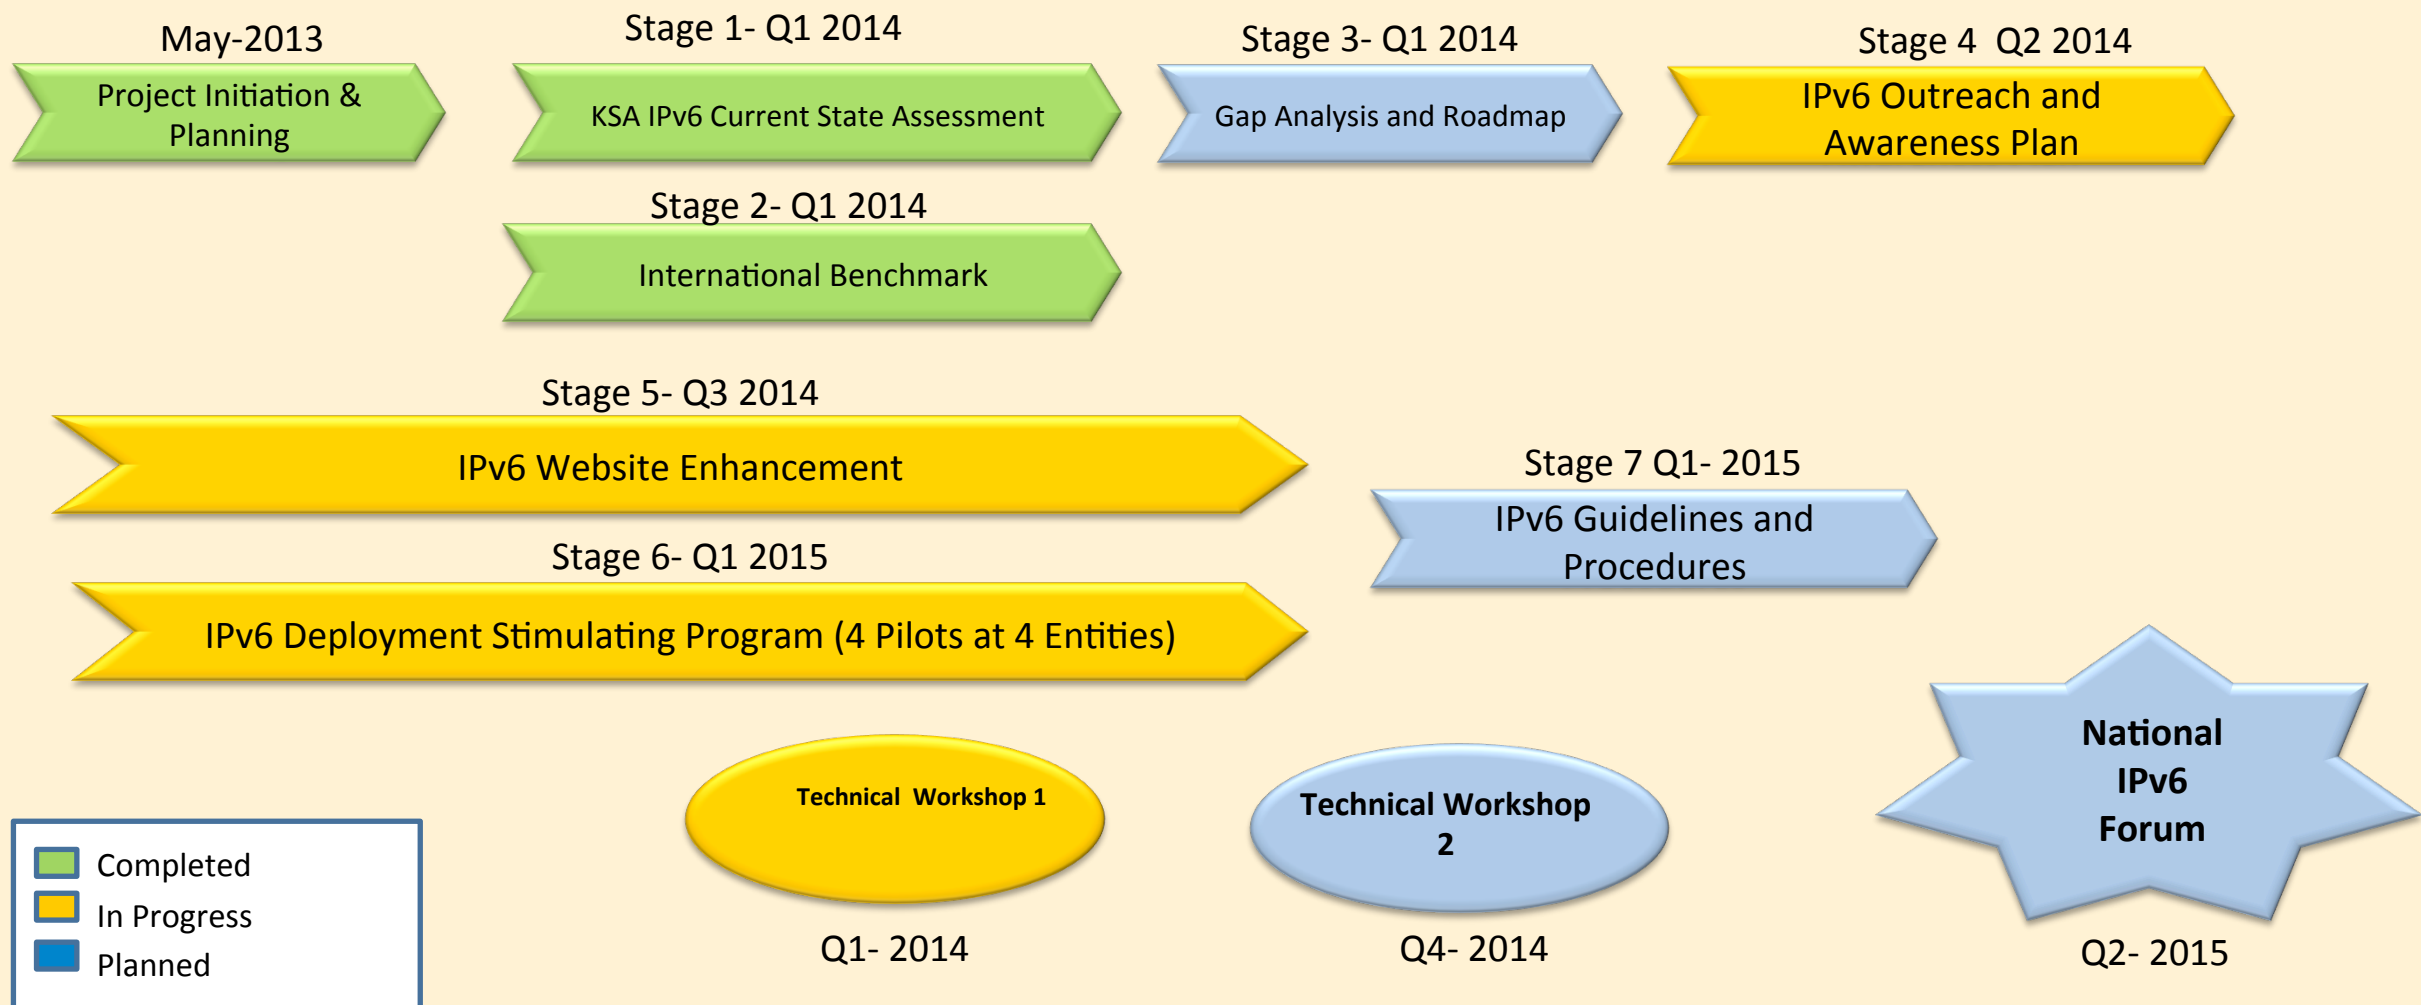 May-2013
Project Initiation &
Planning
Stage 1- Q1 2014
KSA IPv6 Current State Assessment
Stage 3- Q1 2014
Gap Analysis and Roadmap
Stage 4  Q2 2014
IPv6 Outreach and
Awareness Plan
Stage 2- Q1 2014
International Benchmark
Stage 5- Q3 2014
IPv6 Website Enhancement
Stage 7 Q1- 2015
IPv6 Guidelines and
Procedures
Stage 6- Q1 2015
IPv6 Deployment Stimulating Program (4 Pilots at 4 Entities)
Technical  Workshop 1
Q1- 2014
Technical Workshop
2
Q4- 2014
National
IPv6
Forum
Q2- 2015
Completed
In Progress
Planned